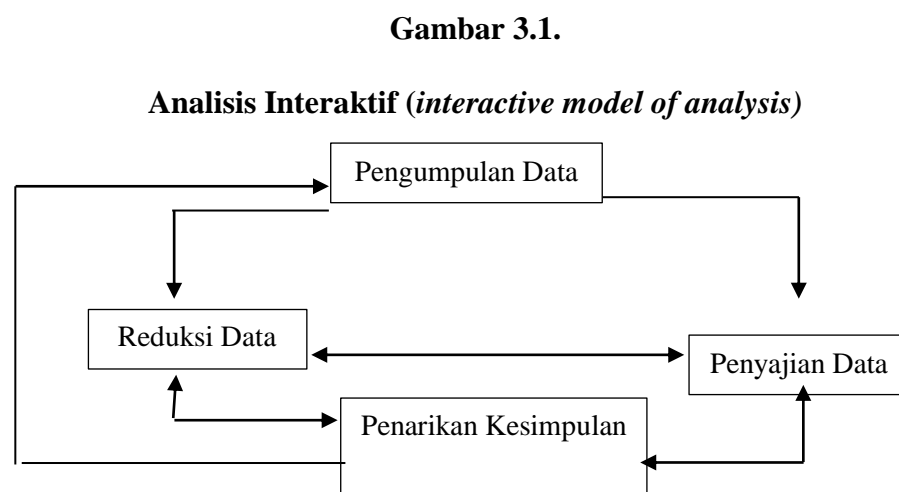 Gambar 3.1.
Analisis Interaktif (interactive model of analysis)
Pengumpulan Data
Reduksi Data
Penyajian Data
Penarikan Kesimpulan